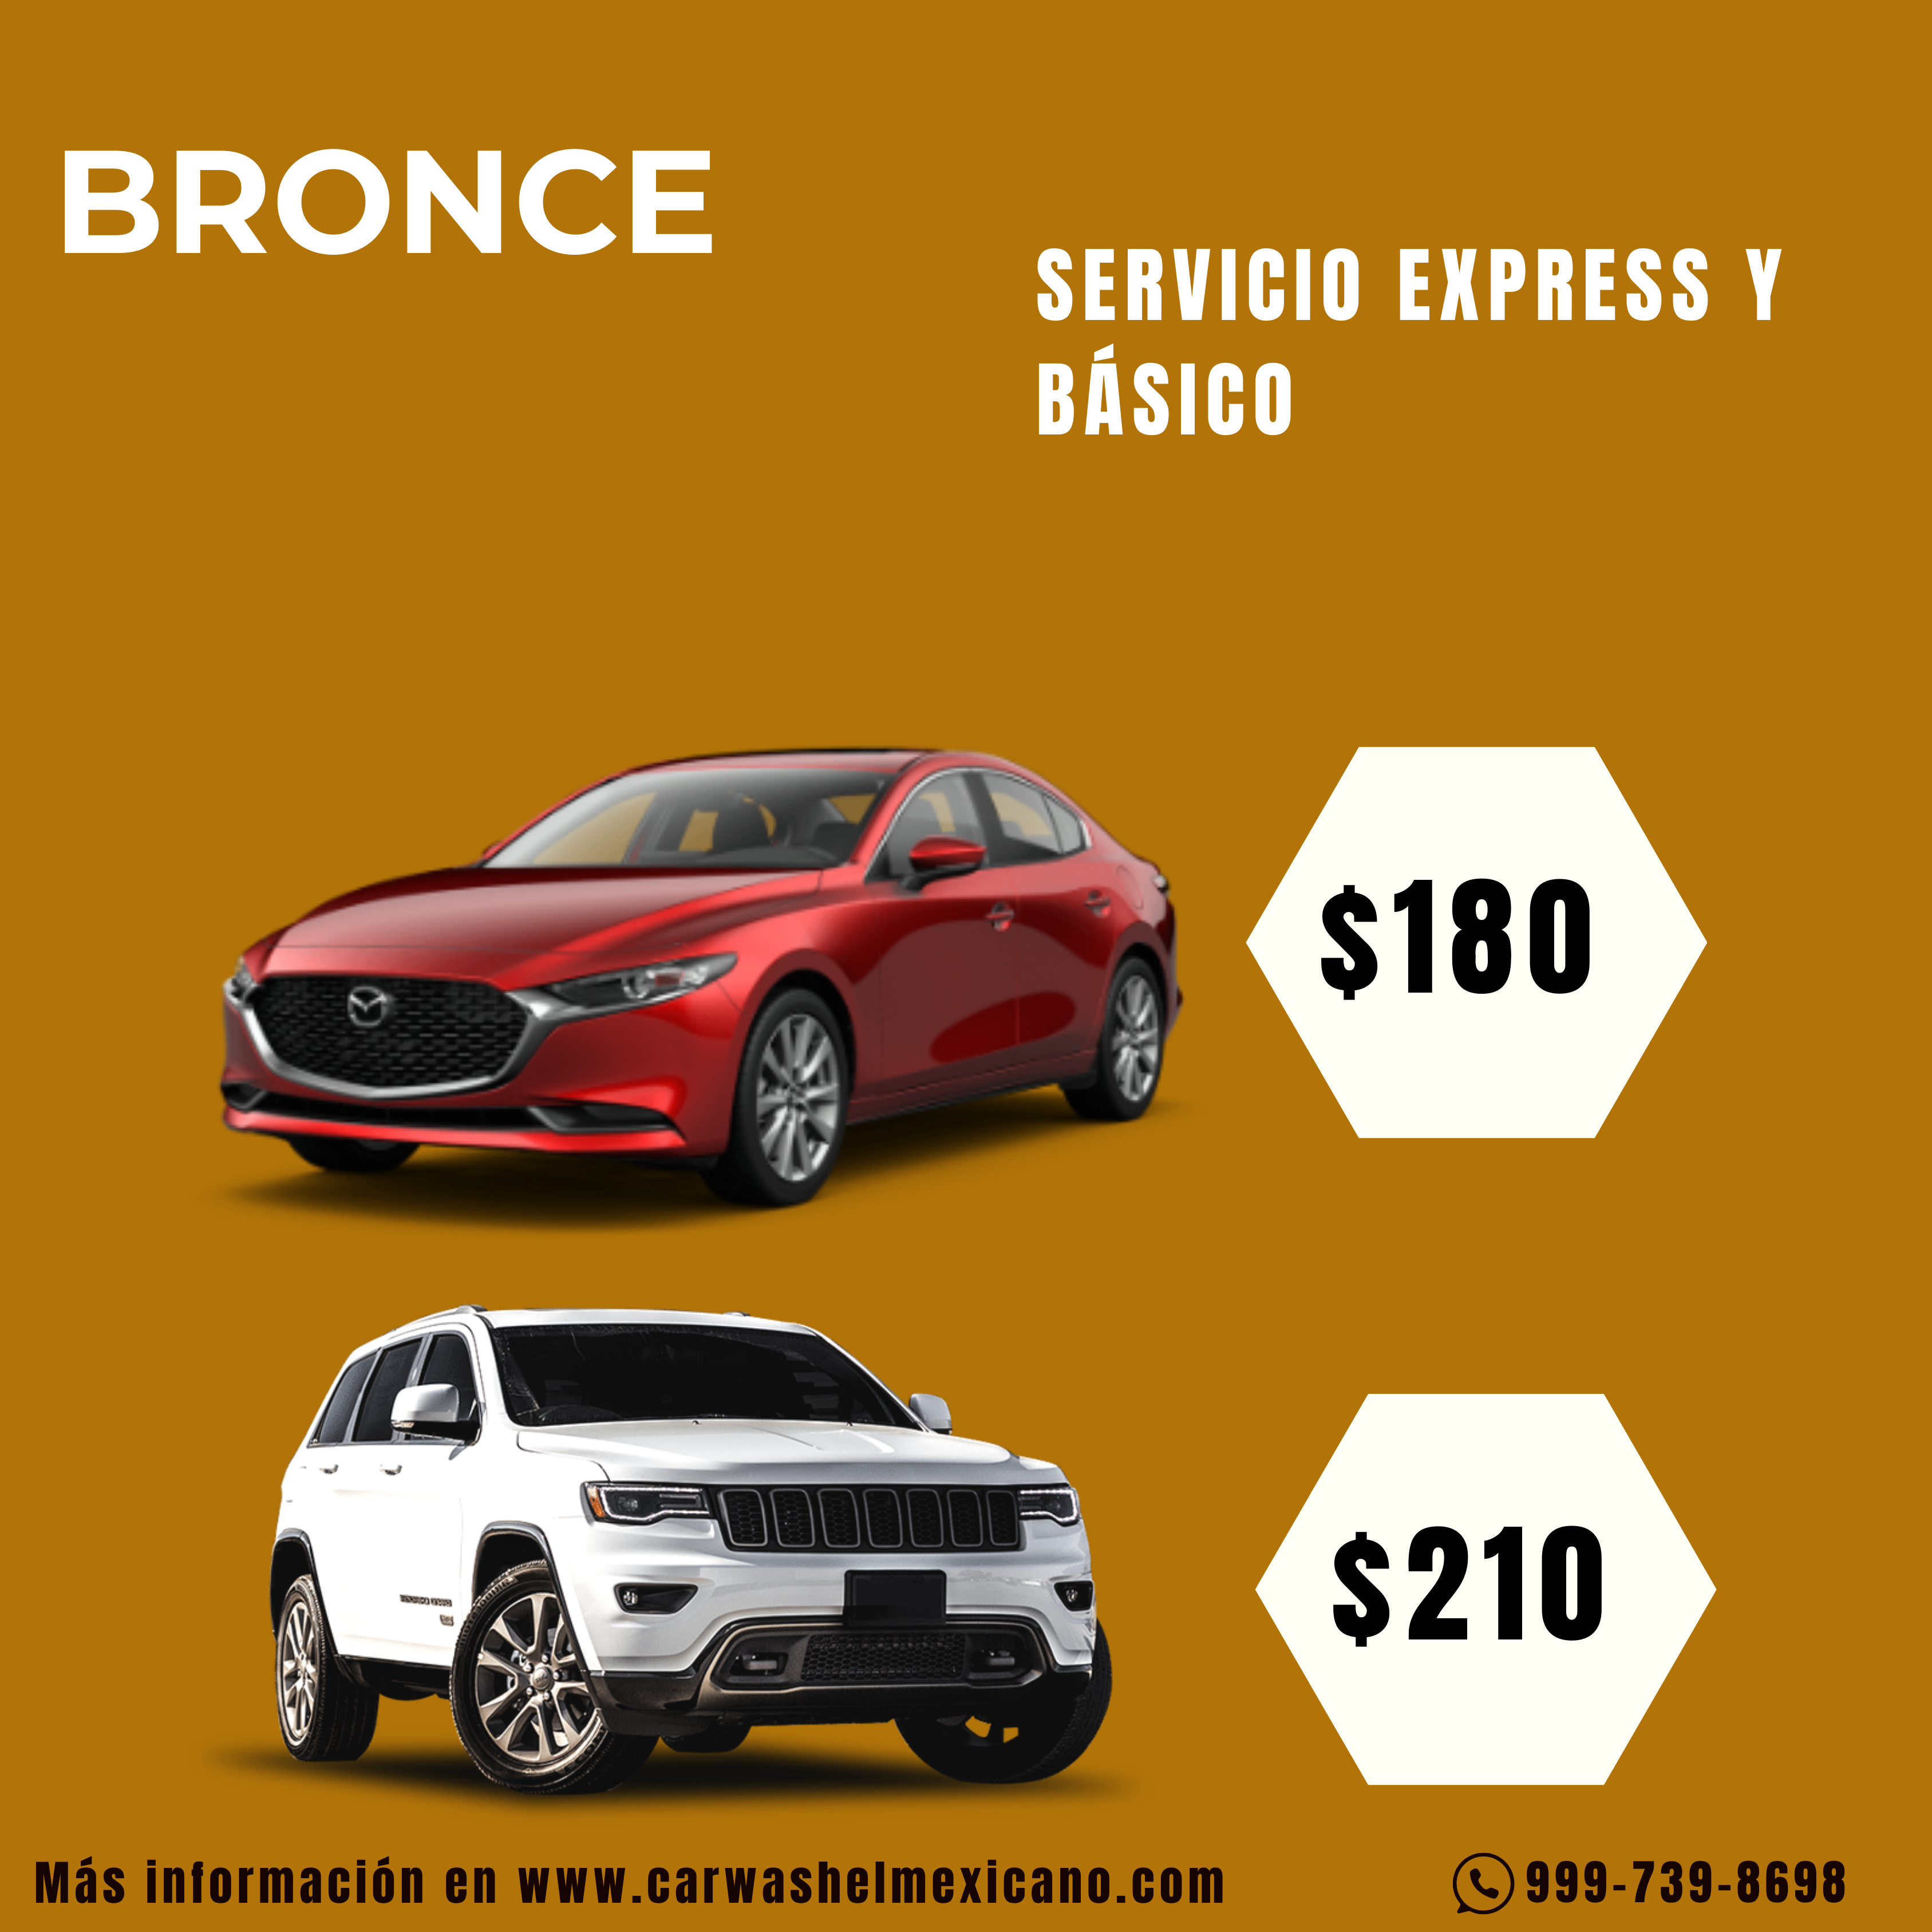 BRONCE
SERVICIO EXPRESS Y
BÁSICO
$180
$210
Más información en www.carwashelmexicano.com
999-739-8698